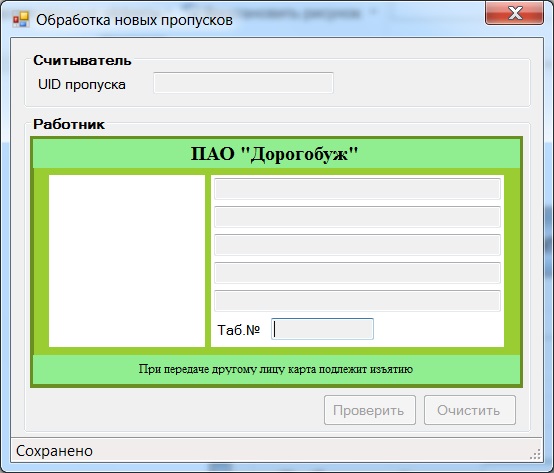 Обработка новых пропусков
Считыватель
UID пропуска
Работник
ПАО "Дорогобуж"
Таб.№
При передаче другому лицу карта подлежит изъятию
Проверить
Очистить
Сохранено